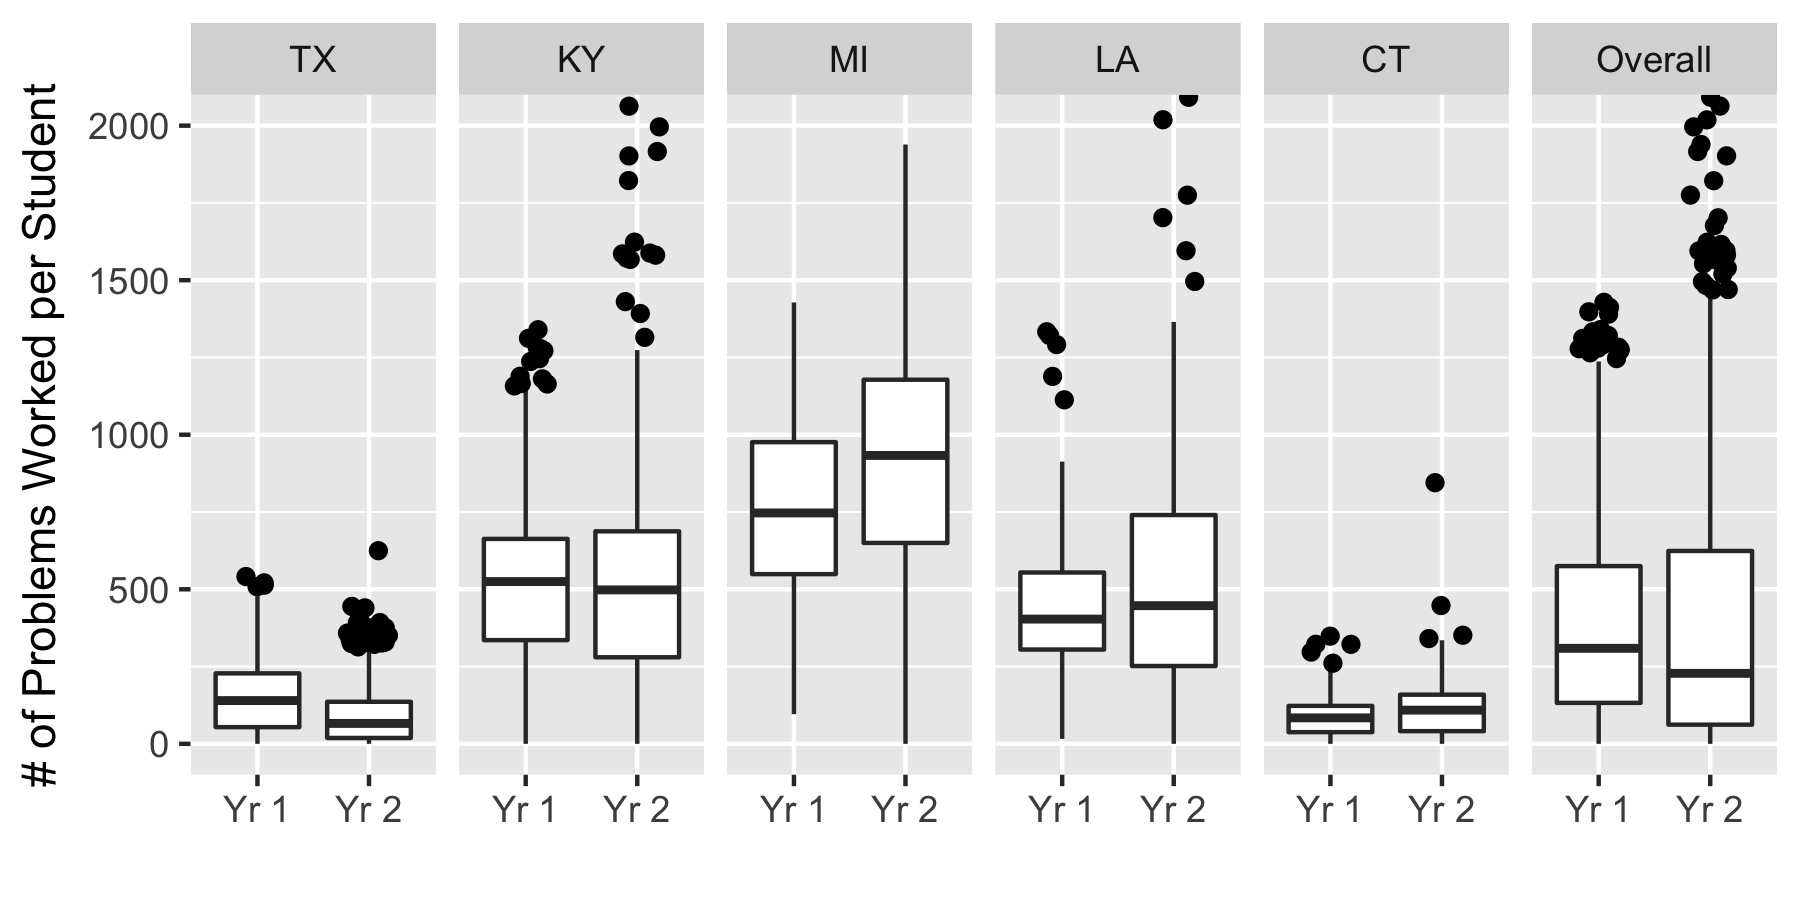 TX KY MI LA CT Overall
# of Problems Worked per Student
2000
1500
1000
500
0
Yr 1 Yr 2 Yr 1 Yr 2 Yr 1 Yr 2 Yr 1 Yr 2 Yr 1 Yr 2 Yr 1 Yr 2